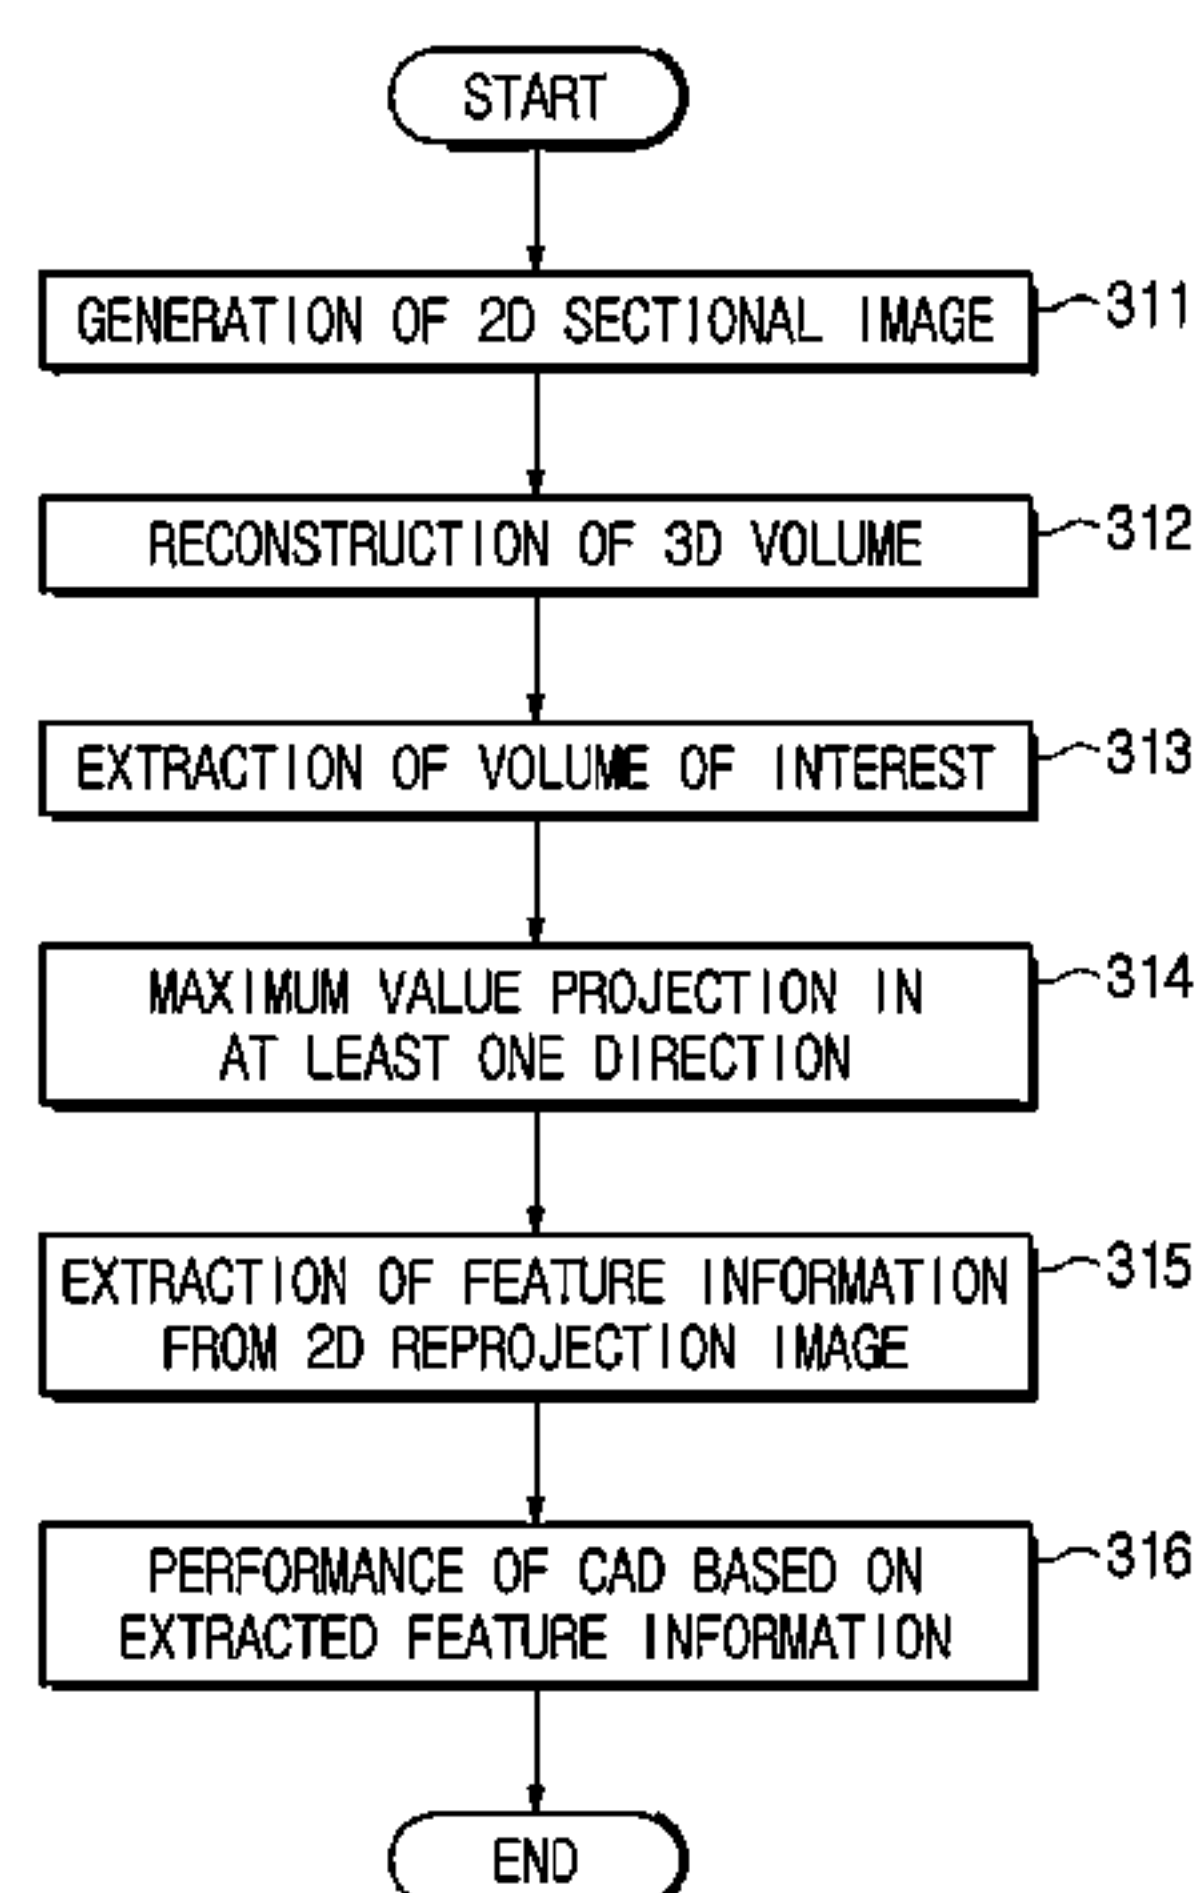 START
GENERATION OF 2D SECTIONAL IMAGE
311
RECONSTRUCTION OF 3D VOLUME
312
EXTRACTION OF VOLUME OF INTEREST
313
MAXIMUM VALUE PROJECTION IN
AT LEAST ONE DIRECTION
314
EXTRACTION OF FEATURE INFORMATION
FROM 2D REPROJECTION IMAGE
315
PERFORMANCE OF CAD BASED ON
EXTRACTED FEATURE INFORMATION
316
END